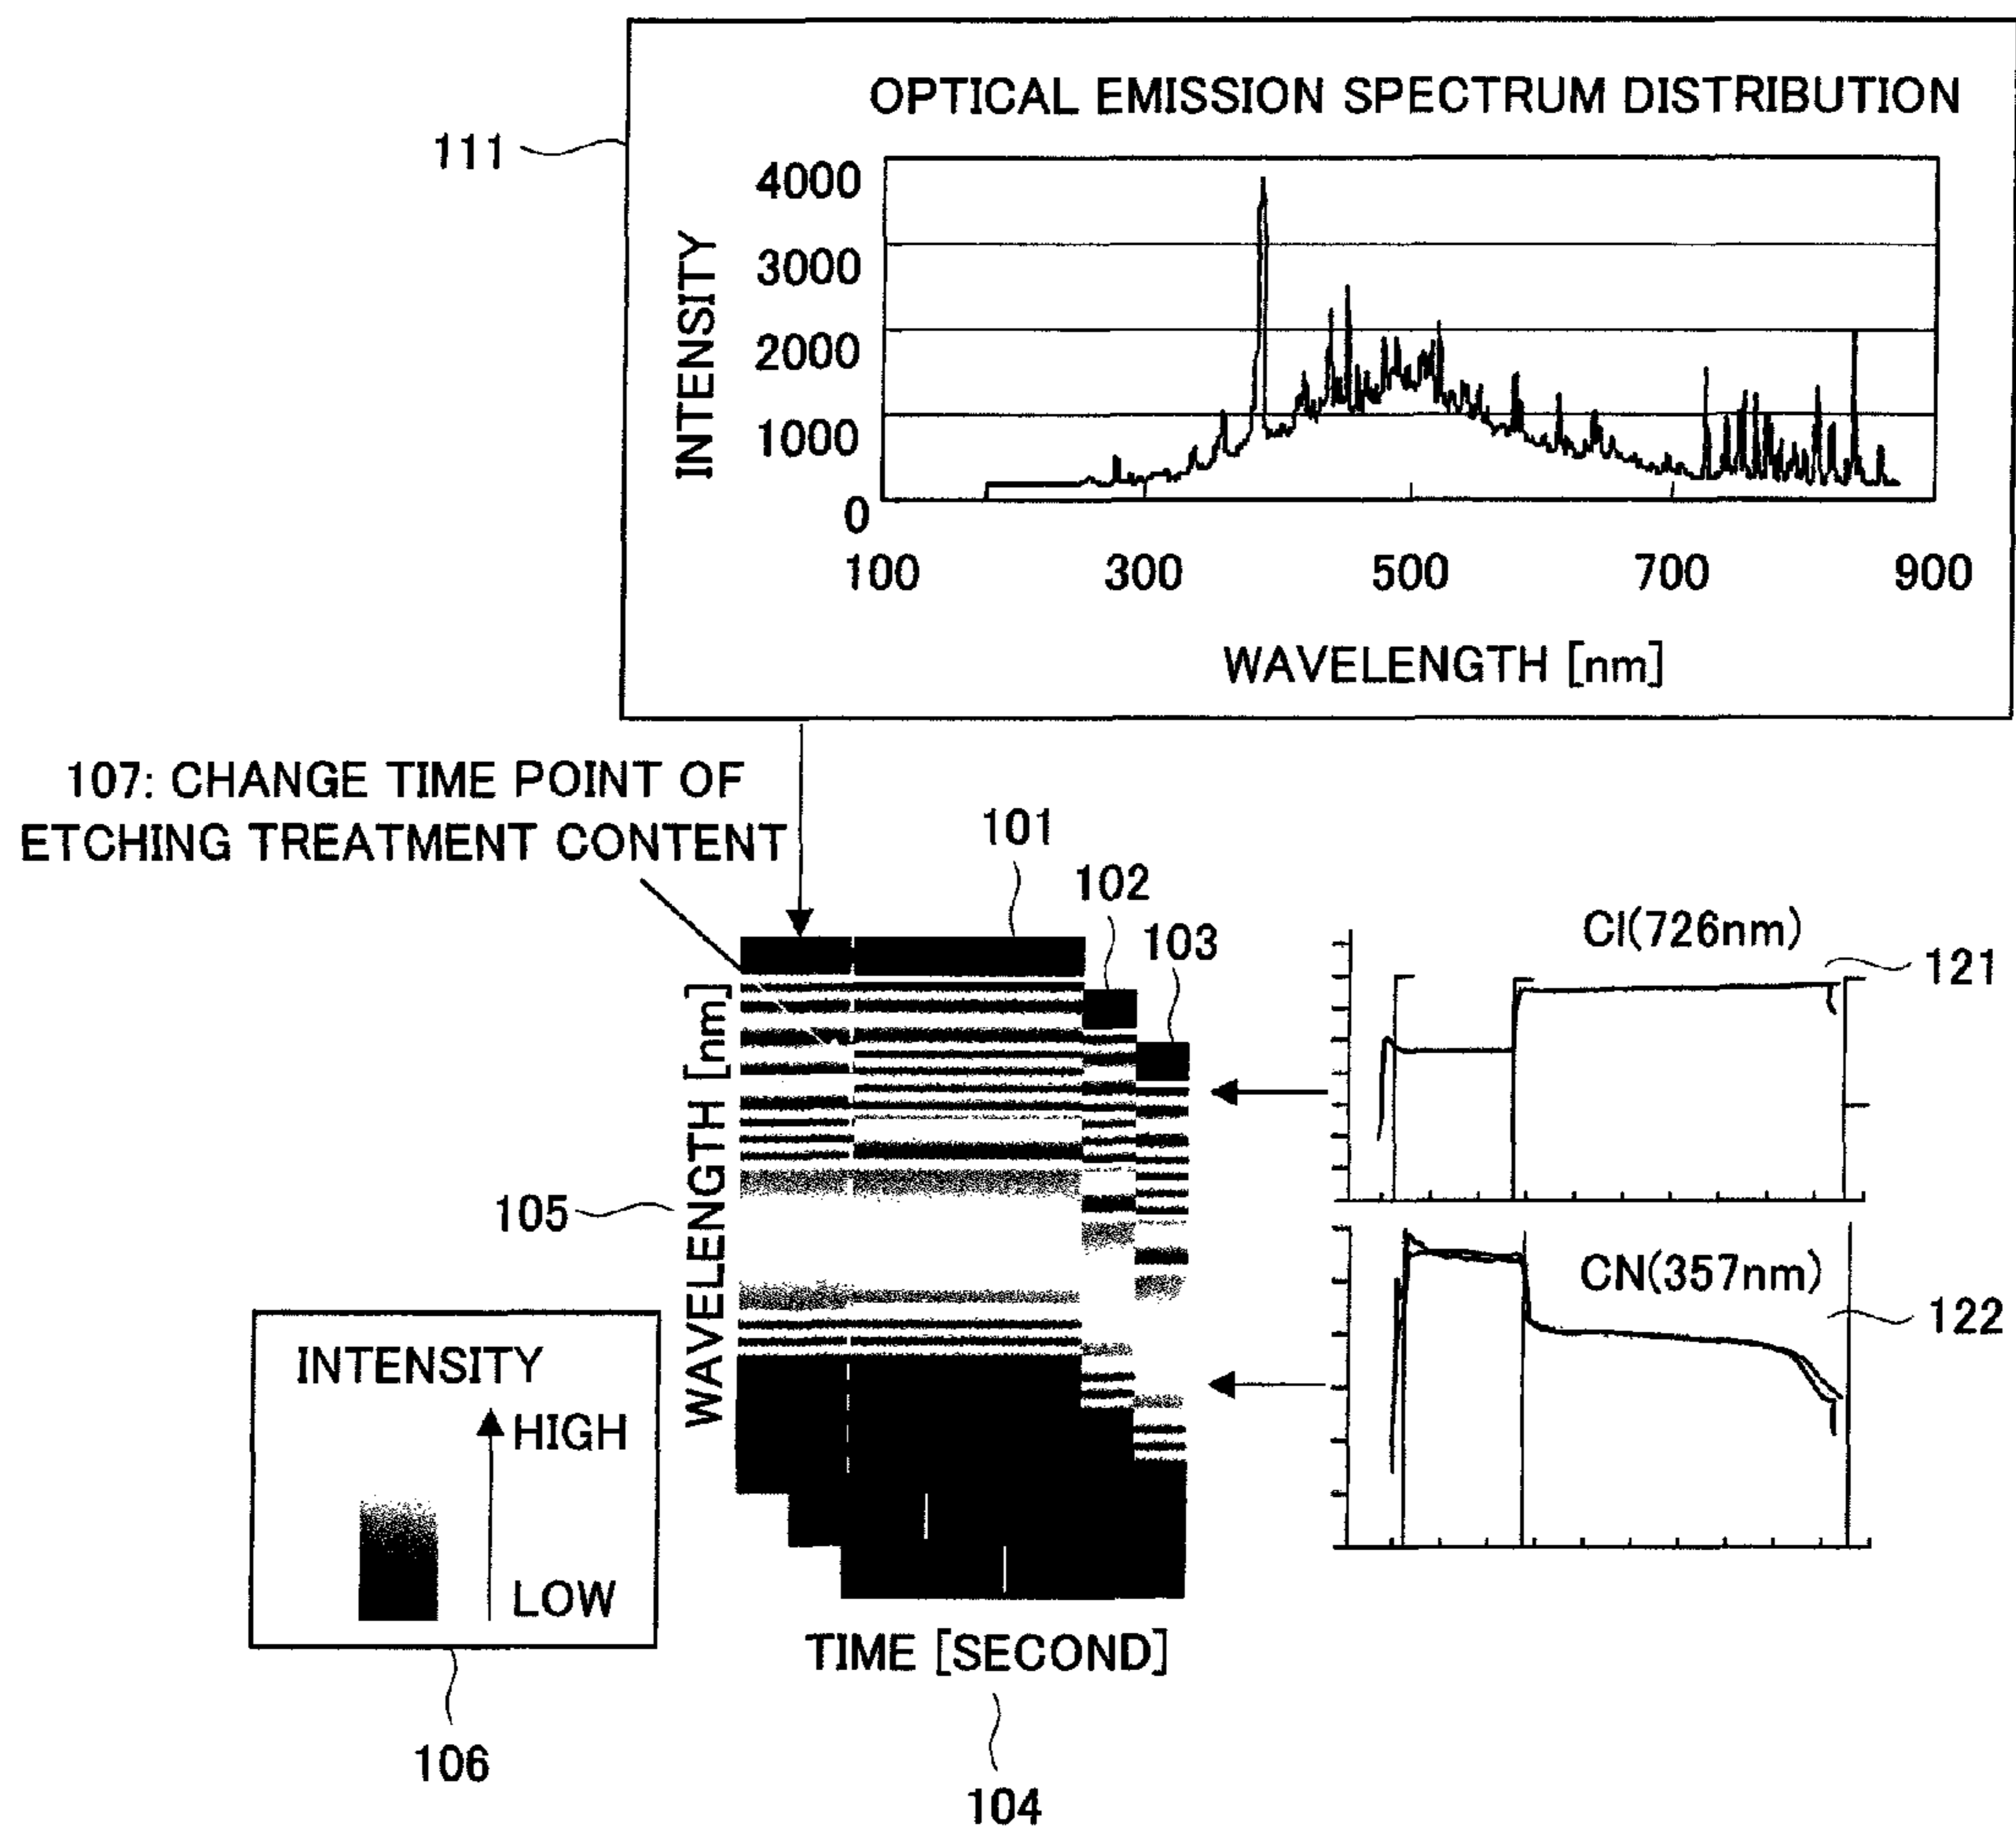 OPTICAL EMISSION SPECTRUM DISTRIBUTION
111
INTENSITY
4000
3000
2000
1000
0
100 300 500 700 900
WAVELENGTH [nm]
107: CHANGE TIME POINT OF
ETCHING TREATMENT CONTENT
101
102
103
105
WAVELENGTH [nm]
Cl(726nm)
121
CN(357nm)
122
INTENSITY
HIGH
LOW
106
TIME [SECOND]
104